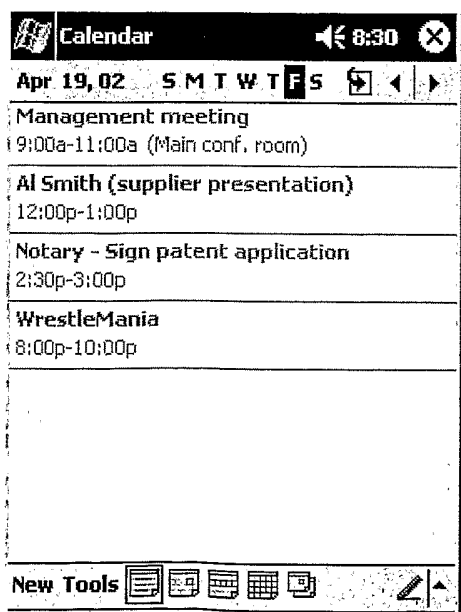 Calendar 8:30
Apr 19, 02 S M T W T F S
Management meeting
9:00a-11:00a (Main conf. room)
Al Smith (supplier presentation)
12:00p-1:00p
Notary - Sign patent application
2:30p-3:00p
WrestleMania
8:00p-10:00p
New Tools